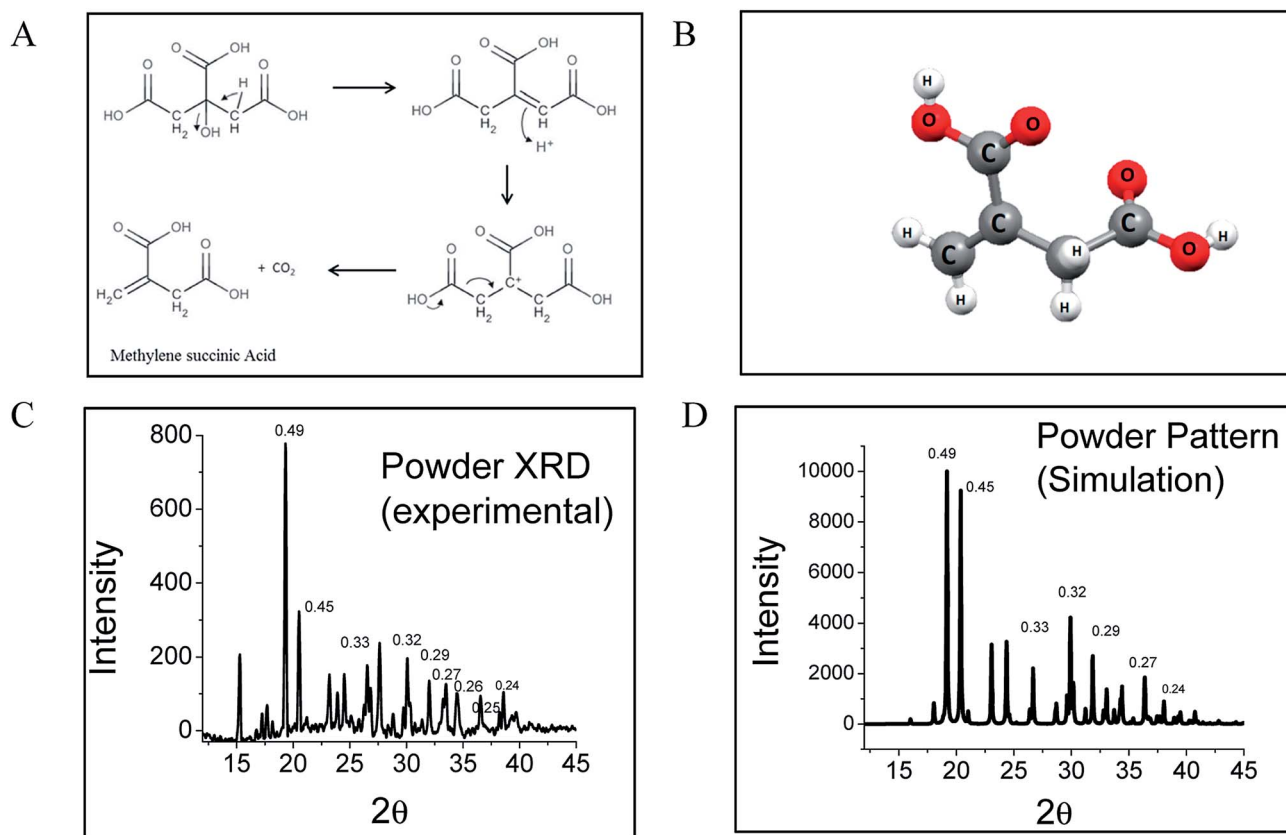 A
O
OH
O
O
H
HO
OH
C
H2
OH
C
H
O
OH
O
O
HO
OH
C
H2
C
H
H+
O
OH
O
H2C
OH
C
H2
+ CO2
O
OH
O
O
HO
C+
OH
C
H2
C
H2
Methylene succinic Acid
B
H
O
C
O
O
H
C
C
H
C
H
O
H
H
C
Powder XRD
(experimental)
Intensity
800
600
400
200
0
0.49
0.45
0.33
0.32
0.29
0.27
0.26
0.25
0.24
15 20 25 30 35 40 45
2θ
D
Powder Pattern
(Simulation)
Intensity
10000
8000
6000
4000
2000
0
0.49
0.45
0.33
0.32
0.29
0.27
0.24
15 20 25 30 35 40 45
2θ